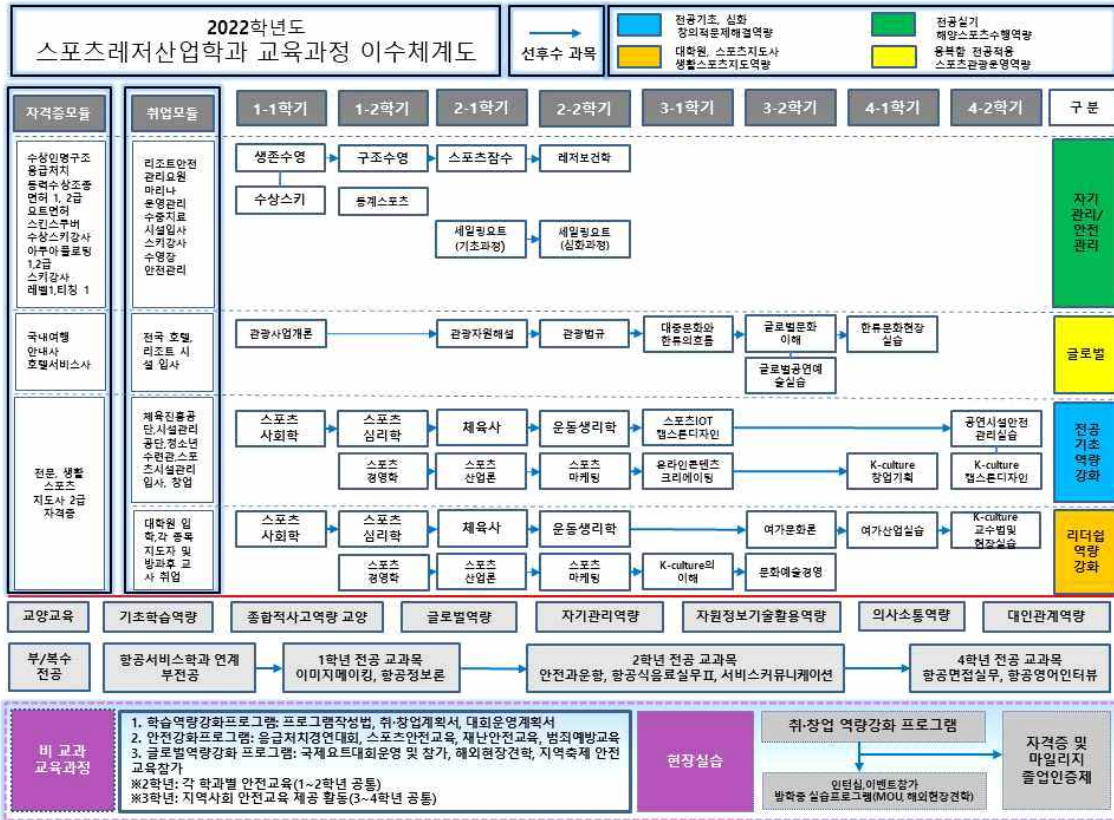 2022학년도
스포츠레저산업학과 교육과정 이수체계도
선후수 과목
전공기초, 심화
창의적문제해결역량
전공실기
해양스포츠수행역량
대학원, 스포츠지도사
생활스포츠지도역량
융복합 전공적용
스포츠관광운영역량
자격증모듈
취업모듈
1-1학기
1-2학기
2-1학기
2-2학기
3-1학기
3-2학기
4-1학기
4-2학기
구 분
수상인명구조
응급처치
동력수상조종
면허 1, 2급
요트면허
스킨스쿠버
수상스키강사
아쿠아플로팅
1,2급
스키강사
레벨1,티칭 1
리조트안전
관리요원
마리나
운영관리
수중치료
시설입사
스키강사
수영장
안전관리
생존수영
구조수영
스포츠잠수
레저보건학
수상스키
동계스포츠
세일링요트
(기초과정)
세일링요트
(심화과정)
자기
관리/
안전
관리
국내여행
안내사
호텔서비스사
전국 호텔,
리조트 시
설 입사
관광사업개론
관광자원해설
관광법규
대중문화와
한류의흐름
글로벌문화
이해
한류문화현장
실습
글로벌공연예
술실습
글로벌
전문, 생활
스포츠
지도사 2급
자격증
체육진흥공
단,시설관리
공단,청소년
수련관,스포
츠시설관리
입사, 창업
스포츠
사회학
스포츠
심리학
체육사
운동생리학
스포츠IOT
캡스톤디자인
공연시설안전
관리실습
스포츠
경영학
스포츠
산업론
스포츠
마케팅
온라인콘텐츠
크리에이팅
K-culture
창업기획
K-culture
캡스톤디자인
전공
기초
역량
강화
대학원 입
학,각 종목
지도자 및
방과후 교
사 취업
스포츠
사회학
스포츠
심리학
체육사
운동생리학
여가문화론
여가산업실습
K-culture
교수법및
현장실습
스포츠
경영학
스포츠
산업론
스포츠
마케팅
K-culture의
이해
문화예술경영
리더쉽
역량
강화
교양교육
기초학습역량
종합적사고역량 교양
글로벌역량
자기관리역량
자원정보기술활용역량
의사소통역량
대인관계역량
부/복수
전공
항공서비스학과 연계
부전공
1학년 전공 교과목
이미지메이킹, 항공정보론
2학년 전공 교과목
안전과운항, 항공식음료실무Ⅱ, 서비스커뮤니케이션
4학년 전공 교과목
항공면접실무, 항공영어인터뷰
비 교과
교육과정
1. 학습역량강화프로그램: 프로그램작성법, 취·창업계획서, 대회운영계획서
2. 안전강화프로그램: 응급처치경연대회, 스포츠안전교육, 재난안전교육, 범죄예방교육
3. 글로벌역량강화 프로그램: 국제요트대회운영 및 참가, 해외현장견학, 지역축제 안전
교육참가
※2학년: 각 학과별 안전교육(1~2학년 공통)
※3학년: 지역사회 안전교육 제공 활동(3~4학년 공통)
현장실습
취·창업 역량강화 프로그램
인턴십,이벤트참가
방학중 실습프로그램(MOU, 해외현장견학)
자격증 및
마일리지
졸업인증제